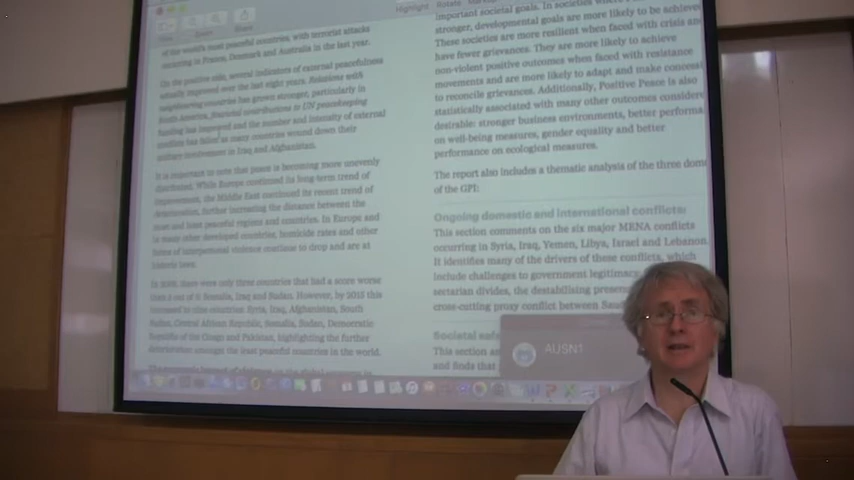 Highlight Rotate
of the world's most peaceful countries, with terrorist attacks
occurring in France, Denmark and Australia in the last year.
On the positive side, several indicators of external peacefulness
actually improved over the last eight years. Relations with
neighbouring countries has grown stronger, particularly in
South America, financial contributions to UN peacekeeping
funding has improved and the number and intensity of external
conflicts has fallen as many countries wound down their
military involvement in Iraq and Afghanistan.
It is important to note that peace is becoming more unevenly
distributed. While Europe continued its long-term trend of
improvement, the Middle East continued its recent trend of
deterioration, further increasing the distance between the
most and least peaceful regions and countries. In Europe and
in many other developed countries, homicide rates and other
forms of interpersonal violence continue to drop and are at
historic lows.
In 2008, there were only three countries that had a score worse
than 3 out of 5: Somalia, Iraq and Sudan. However, by 2015 this
increased to nine countries: Syria, Iraq, Afghanistan, South
Sudan, Central African Republic, Somalia, Sudan, Democratic
Republic of the Congo and Pakistan, highlighting the further
deterioration amongst the least peaceful countries in the world.
important societal goals. In societies where
stronger, developmental goals are more likely to be achieved
These societies are more resilient when faced with crisis and
have fewer grievances. They are more likely to achieve
non-violent positive outcomes when faced with resistance
movements and are more likely to adapt and make conces
to reconcile grievances. Additionally, Positive Peace is also
statistically associated with many other outcomes considere
desirable: stronger business environments, better performa
on well-being measures, gender equality and better
performance on ecological measures.
The report also includes a thematic analysis of the three dom
of the GPI:
Ongoing domestic and international conflicts:
This section comments on the six major MENA conflicts
occurring in Syria, Iraq, Yemen, Libya, Israel and Lebanon.
It identifies many of the drivers of these conflicts, which
include challenges to government legitimacy,
sectarian divides, the destabilising presenc
cross-cutting proxy conflict between Saud
Societal safe
This section an
and finds that
AUSN1